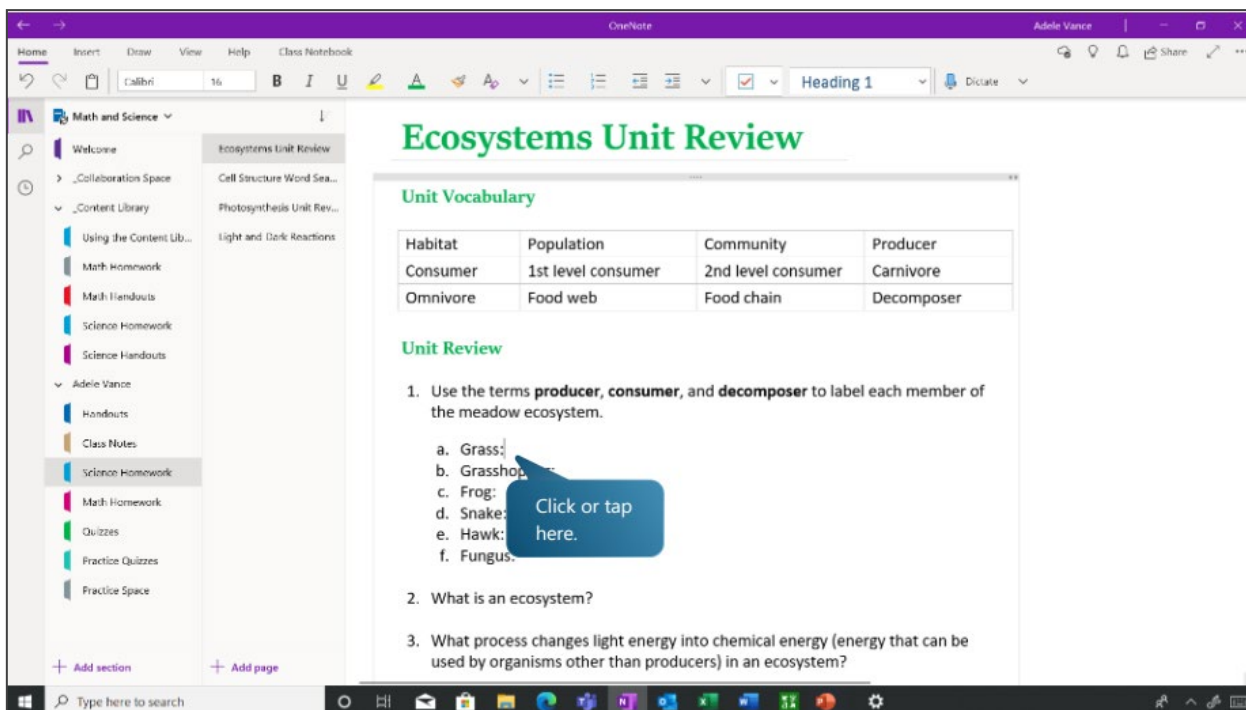 OneNote
Adele Vance
Home Insert Draw View Help Class Notebook
Share
Calibri 16 B I U A Heading 1 Dictate
Math and Science
Welcome
_Collaboration Space
_Content Library
Using the Content Lib...
Math Homework
Math Handouts
Science Homework
Science Handouts
Adele Vance
Handouts
Class Notes
Science Homework
Math Homework
Quizzes
Practice Quizzes
Practice Space
+ Add section
Ecosystems Unit Review
Cell Structure Word Sea...
Photosynthesis Unit Rev...
Light and Dark Reactions
+ Add page
Ecosystems Unit Review
Unit Vocabulary
Habitat Population Community Producer
Consumer 1st level consumer 2nd level consumer Carnivore
Omnivore Food web Food chain Decomposer
Unit Review
1. Use the terms producer, consumer, and decomposer to label each member of
the meadow ecosystem.
a. Grass:
b. Grasshop
c. Frog:
d. Snake:
e. Hawk:
f. Fungus:
Click or tap
here.
2. What is an ecosystem?
3. What process changes light energy into chemical energy (energy that can be
used by organisms other than producers) in an ecosystem?
Type here to search